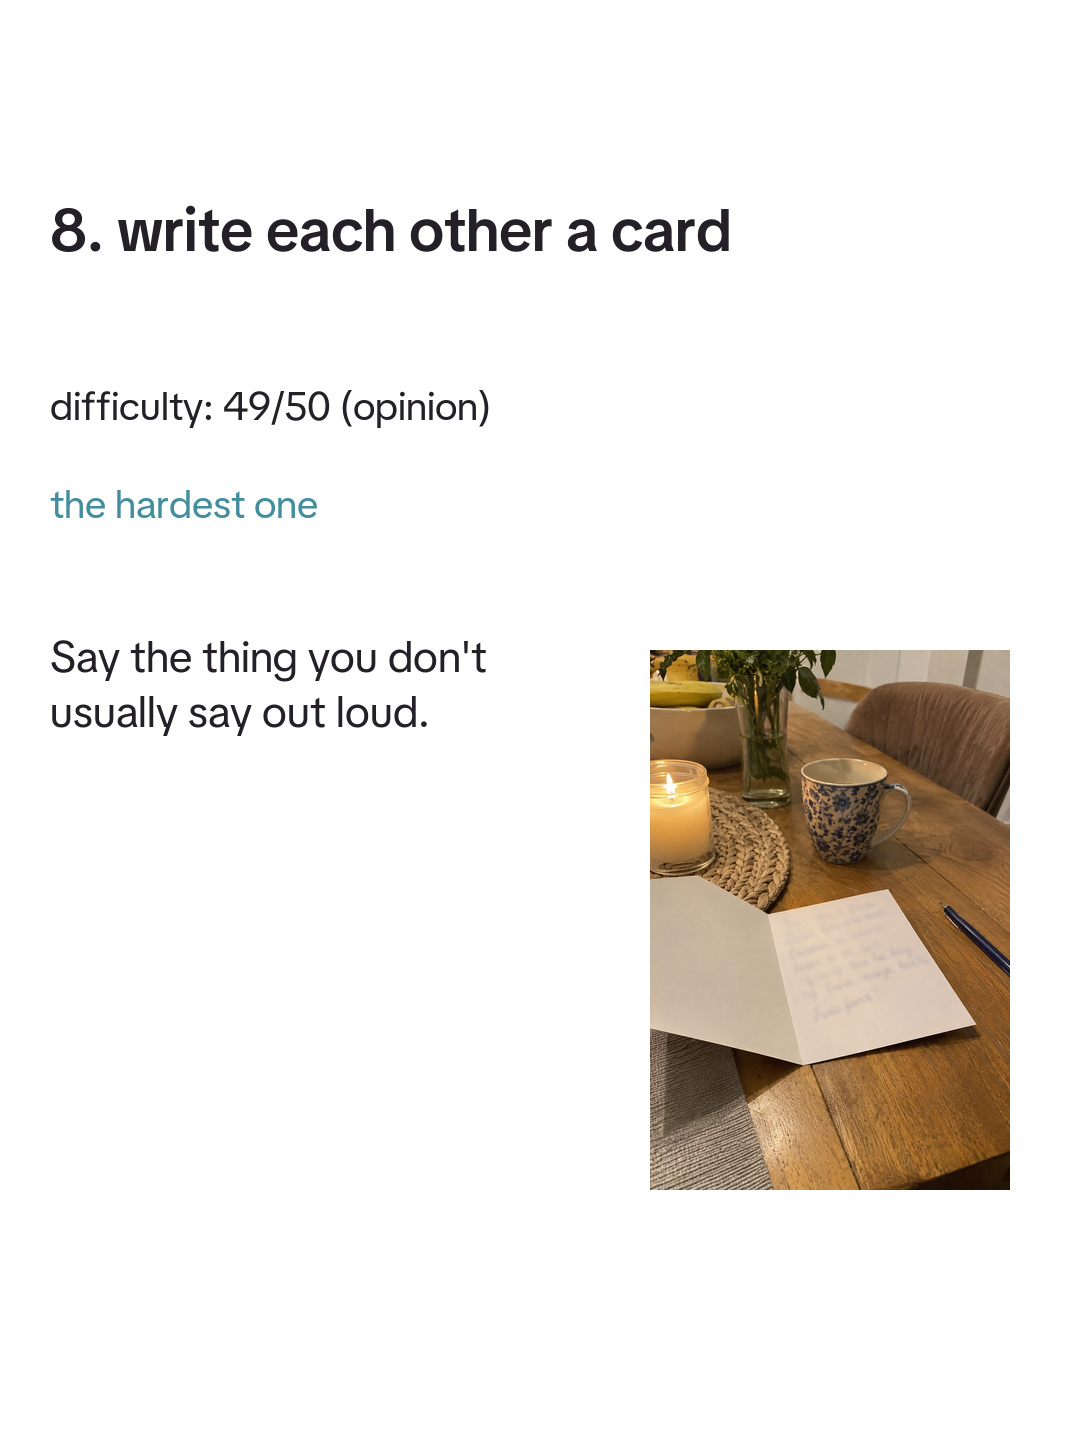 8. write each other a card
difficulty: 49/50 (opinion)
the hardest one
Say the thing you don't
usually say out loud.